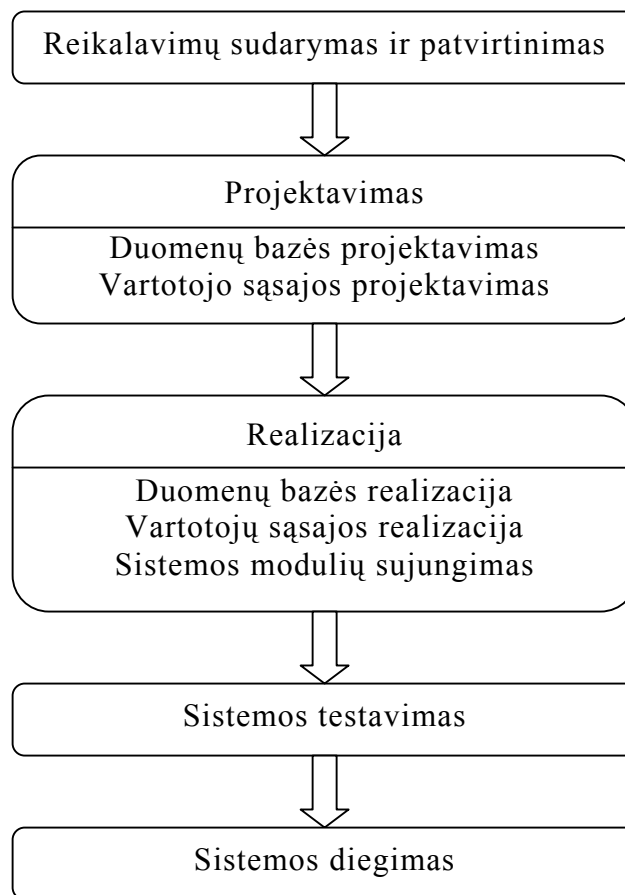 Reikalavimų sudarymas ir patvirtinimas
Projektavimas
Duomenų bazės projektavimas
Vartotojo sąsajos projektavimas
Realizacija
Duomenų bazės realizacija
Vartotojų sąsajos realizacija
Sistemos modulių sujungimas
Sistemos testavimas
Sistemos diegimas